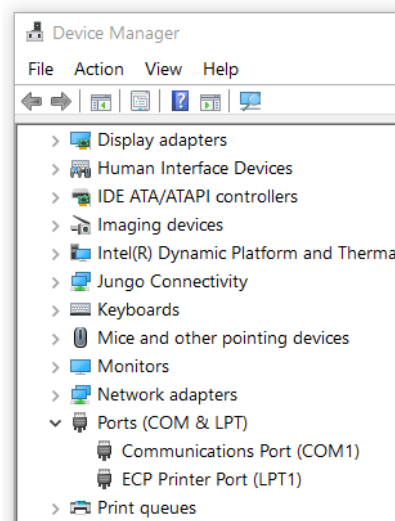 Device Manager
File Action View Help
Display adapters
Human Interface Devices
IDE ATA/ATAPI controllers
Imaging devices
Intel(R) Dynamic Platform and Therma
Jungo Connectivity
Keyboards
Mice and other pointing devices
Monitors
Network adapters
Ports (COM & LPT)
Communications Port (COM1)
ECP Printer Port (LPT1)
Print queues